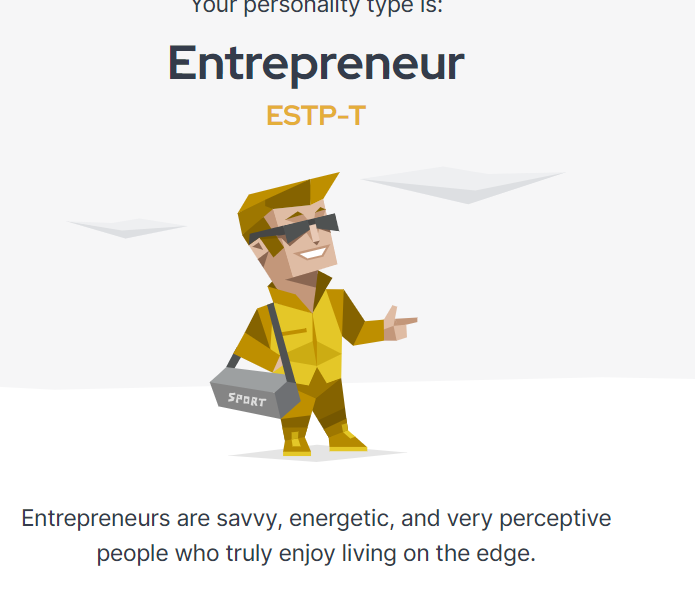 Your personality type is:
Entrepreneur
ESTP-T
SPORT
Entrepreneurs are savvy, energetic, and very perceptive
people who truly enjoy living on the edge.